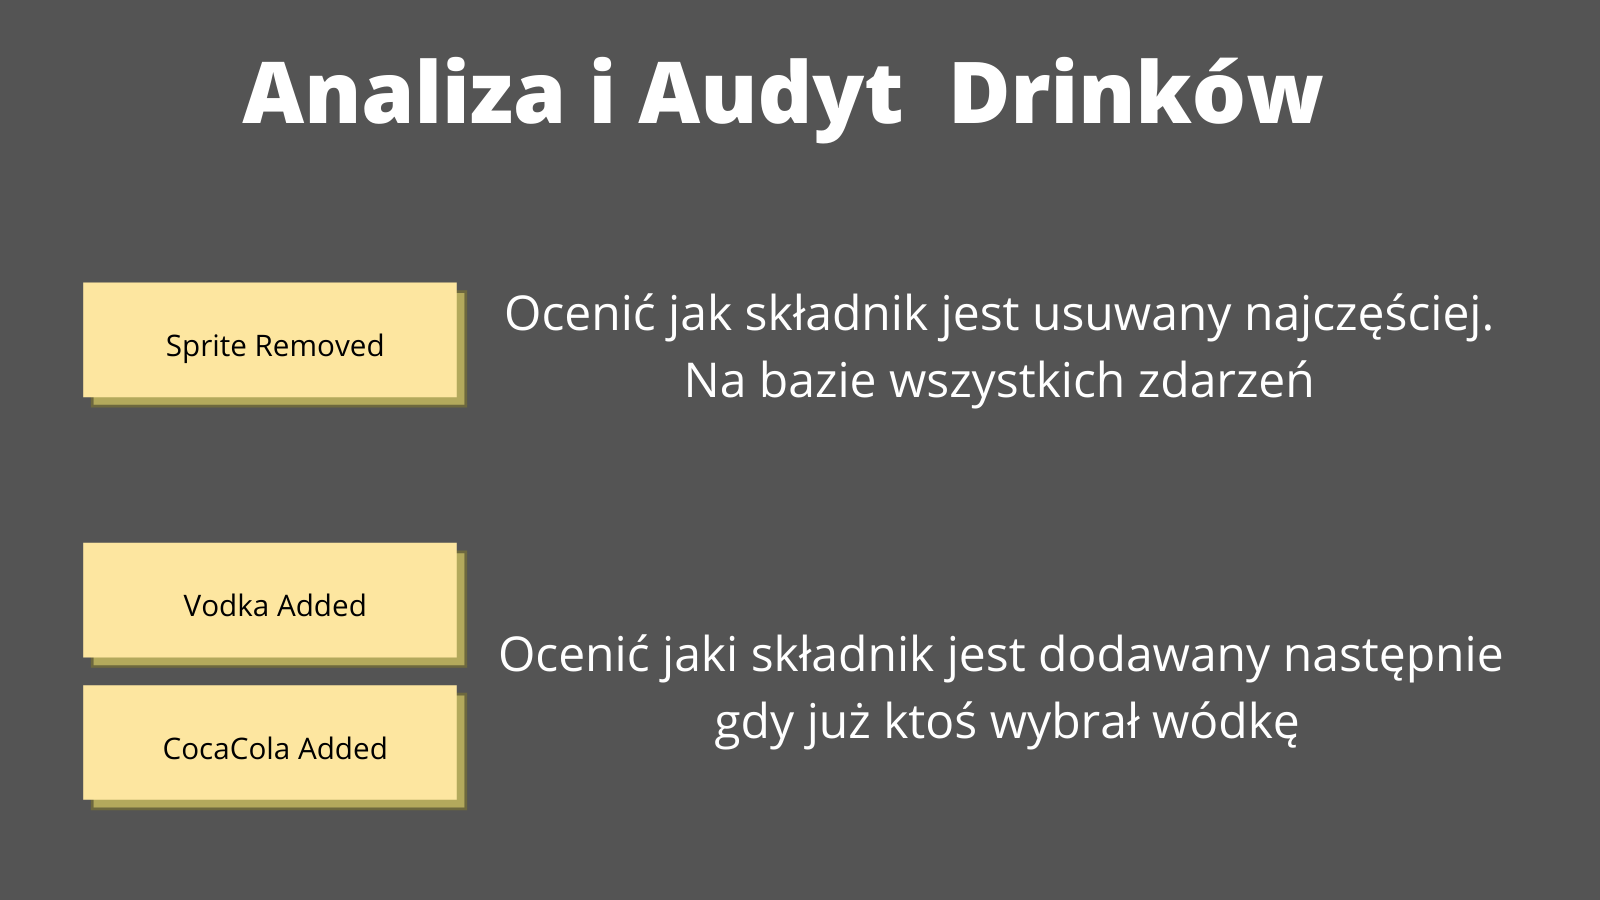 Analiza i Audyt  Drinków
Sprite Removed
Ocenić jak składnik jest usuwany najczęściej.
Na bazie wszystkich zdarzeń
Vodka Added
CocaCola Added
Ocenić jaki składnik jest dodawany następnie
gdy już ktoś wybrał wódkę